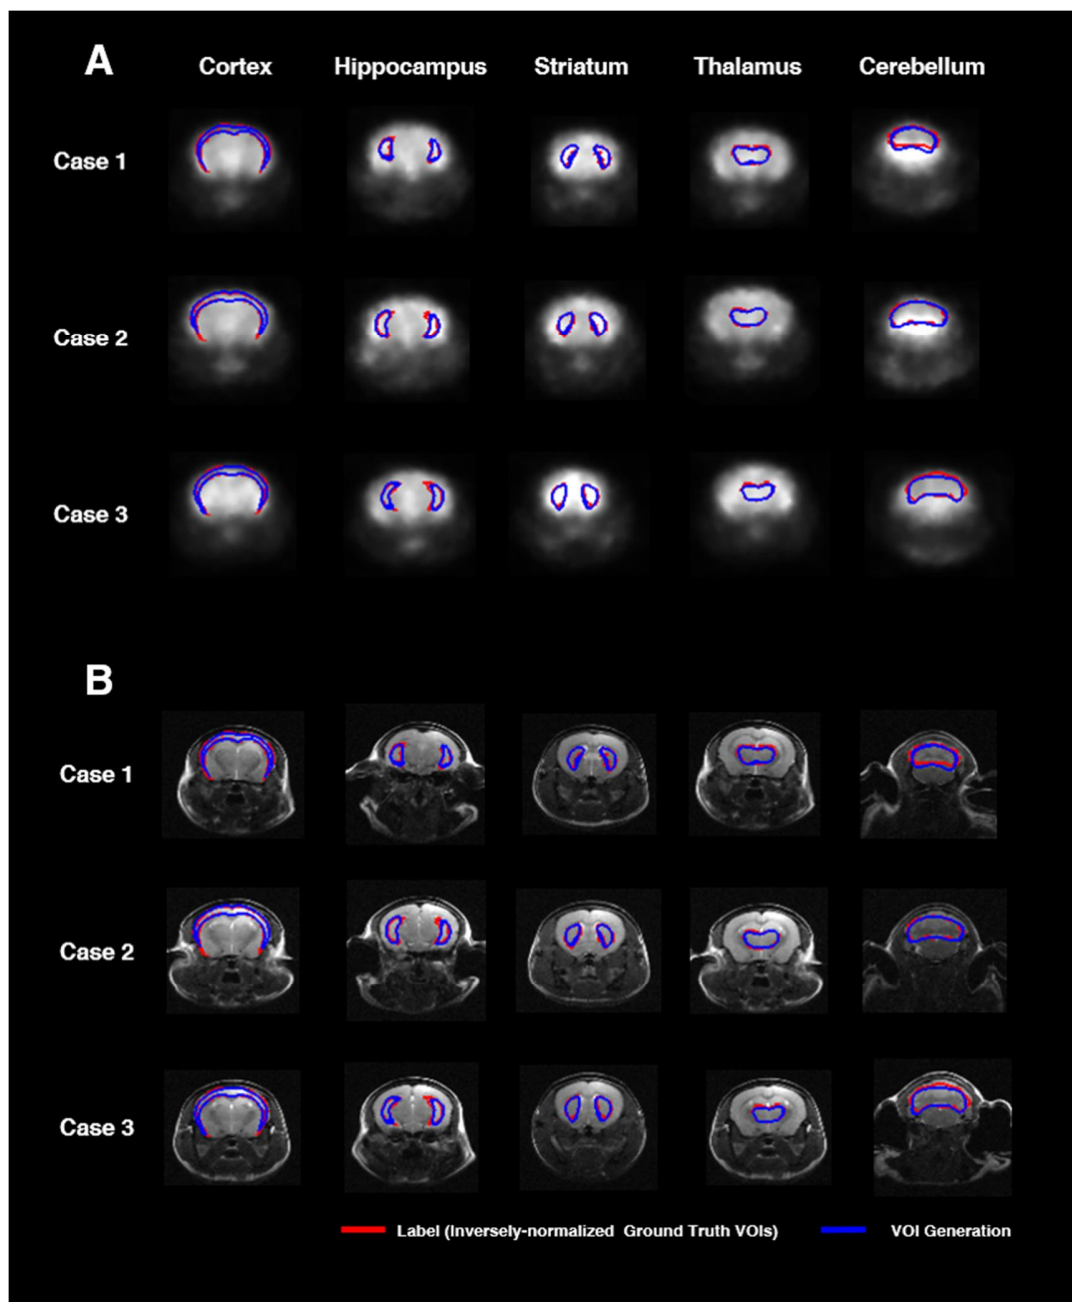 A
Cortex Hippocampus Striatum Thalamus Cerebellum
Case 1
Case 2
Case 3
B
Case 1
Case 2
Case 3
Label (Inversely-normalized Ground Truth VOIs) VOI Generation